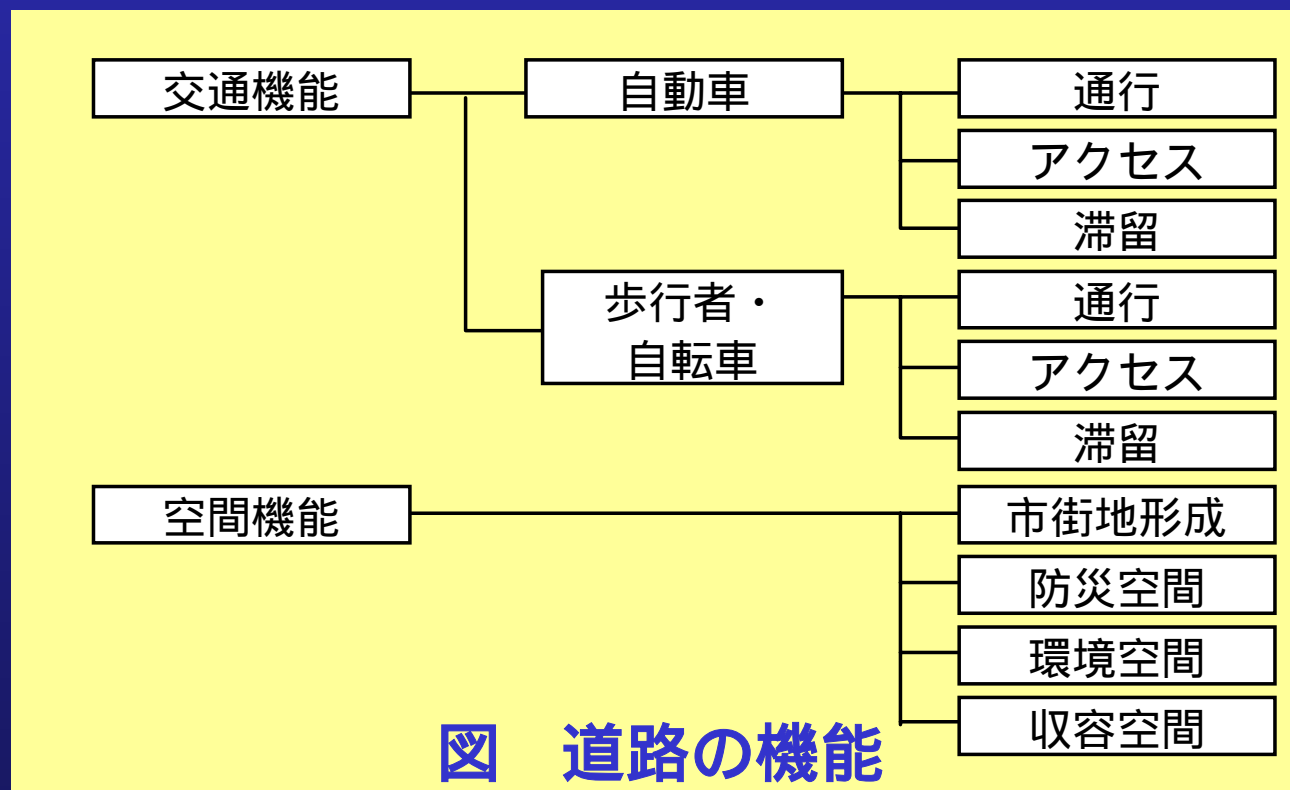 交通機能
自動車
通行
アクセス
滞留
歩行者・
自転車
通行
アクセス
滞留
空間機能
市街地形成
防災空間
環境空間
収容空間
図　道路の機能